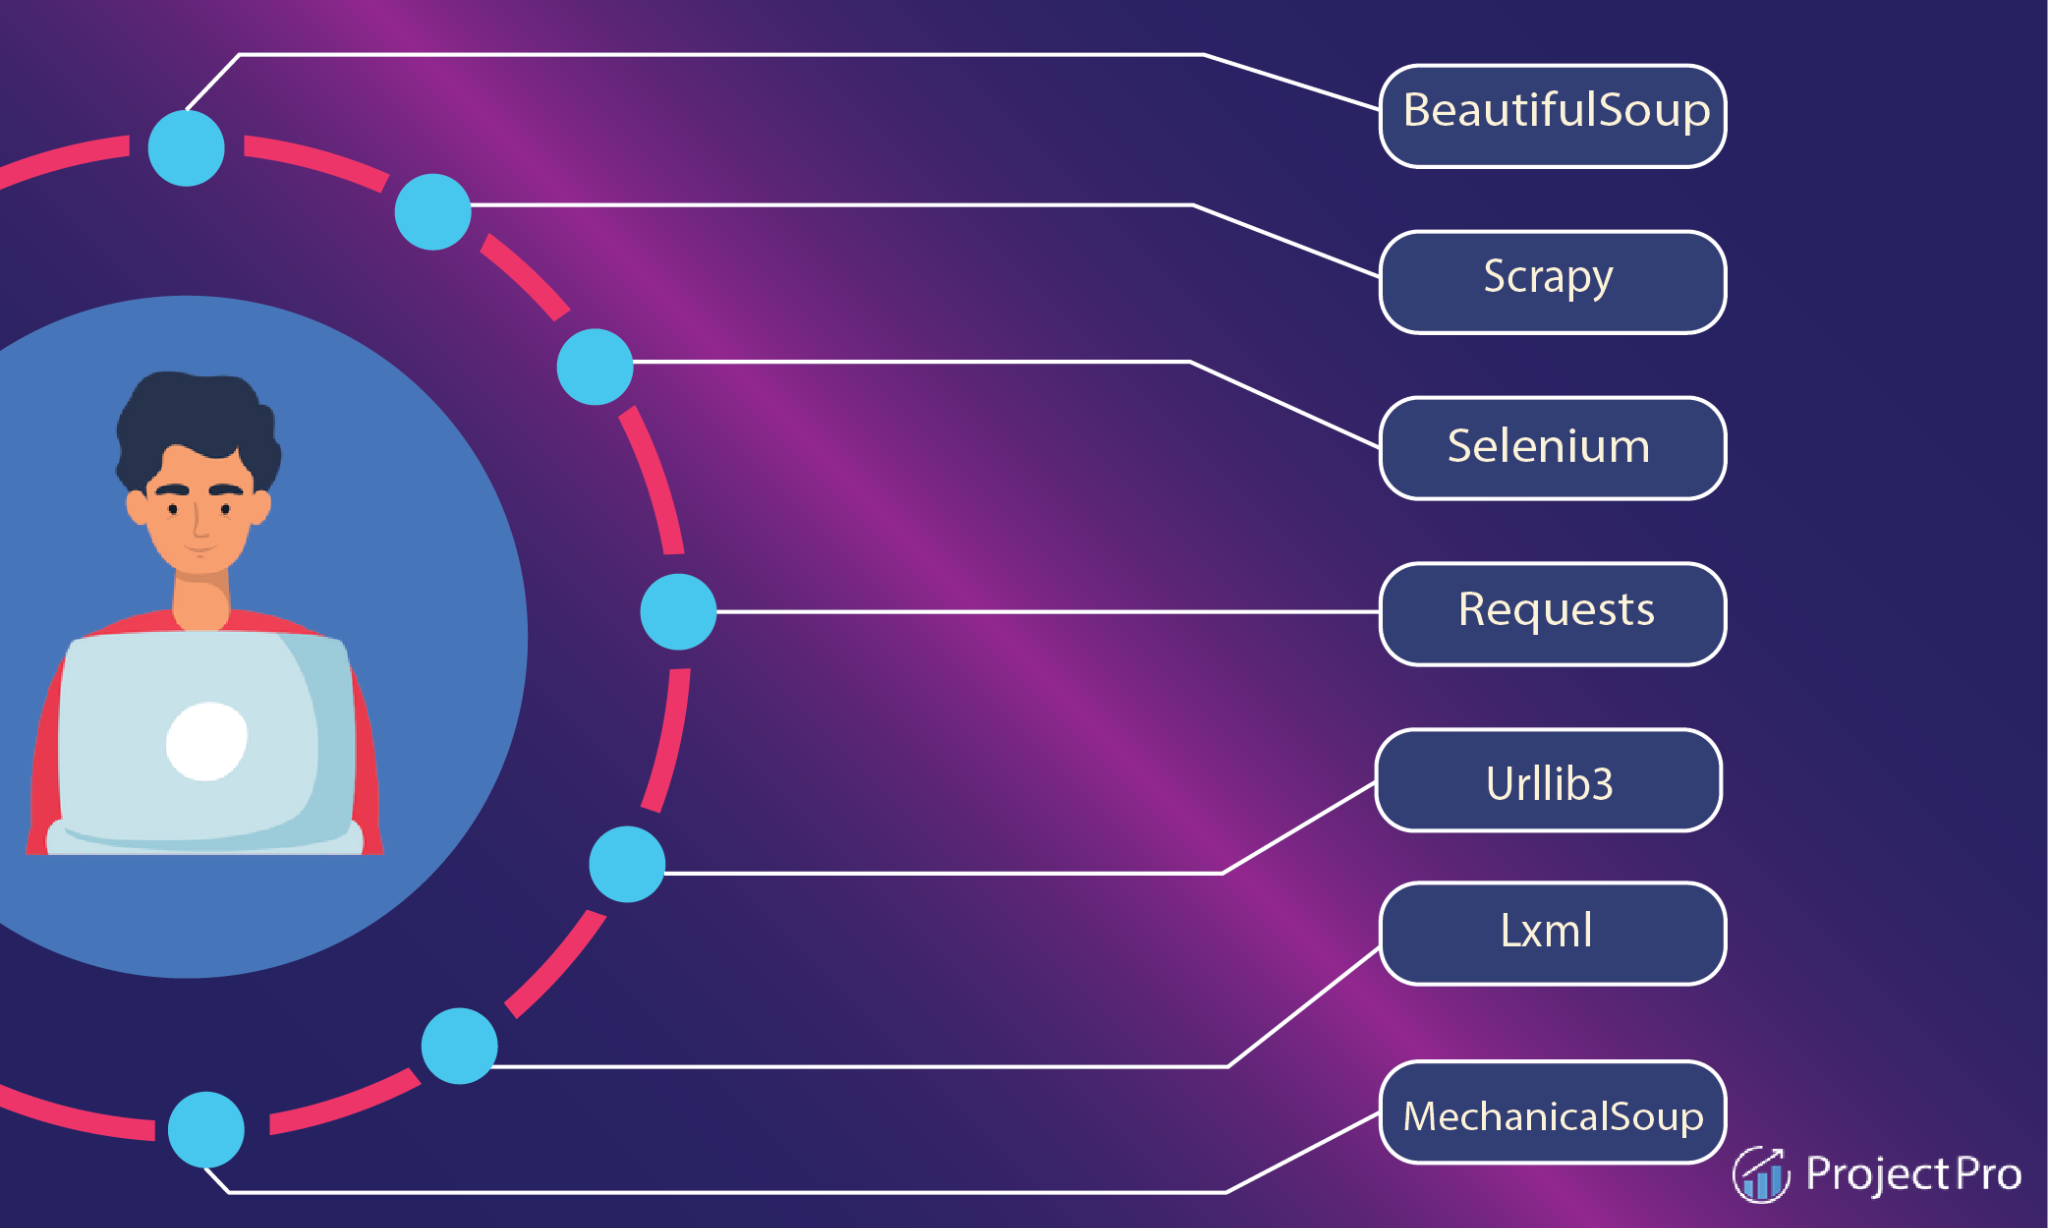 BeautifulSoup
Scrapy
Selenium
Requests
Urllib3
Lxml
MechanicalSoup
ProjectPro